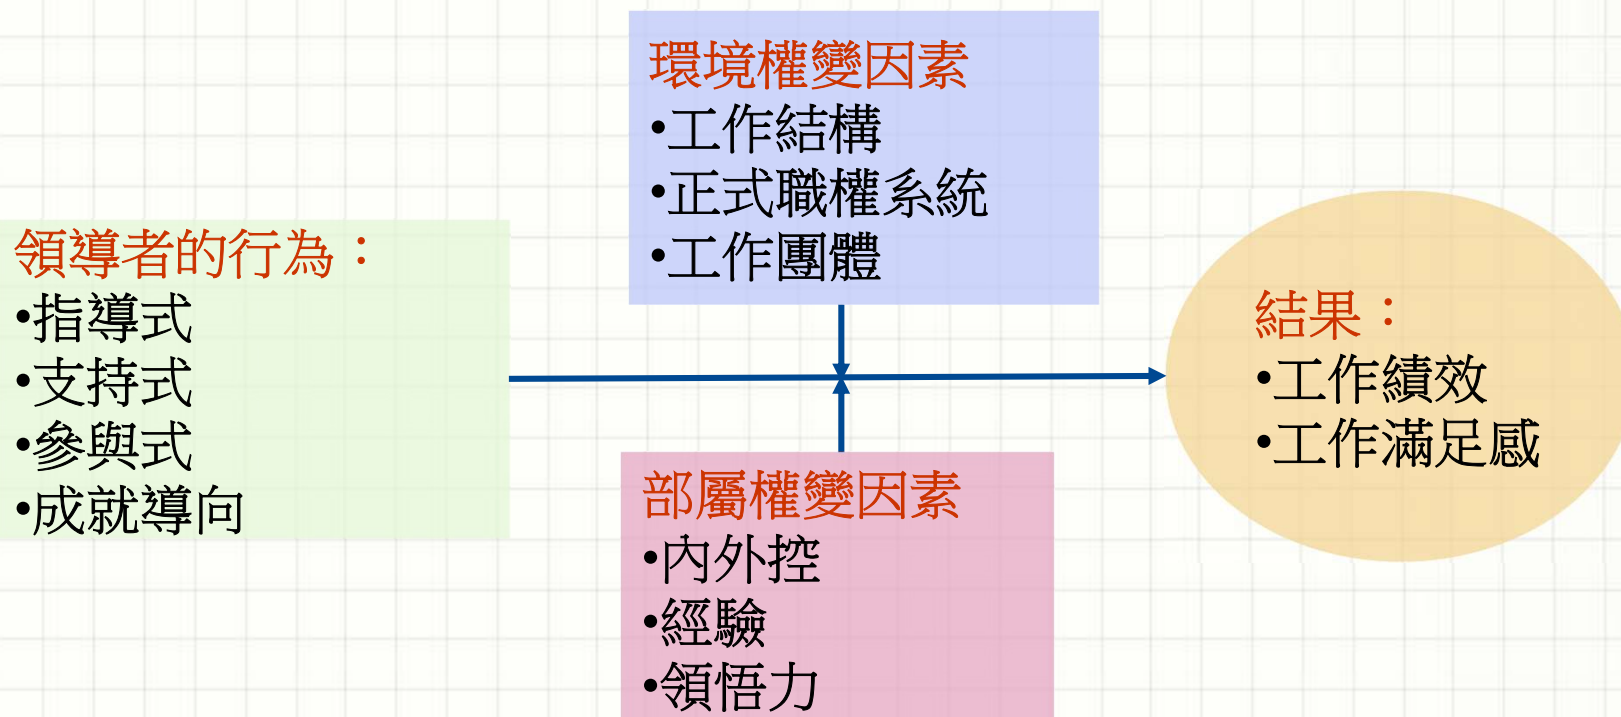 環境權變因素
•工作結構
•正式職權系統
•工作團體
領導者的行為：
•指導式
•支持式
•參與式
•成就導向
結果：
•工作績效
•工作滿足感
部屬權變因素
•內外控
•經驗
•領悟力